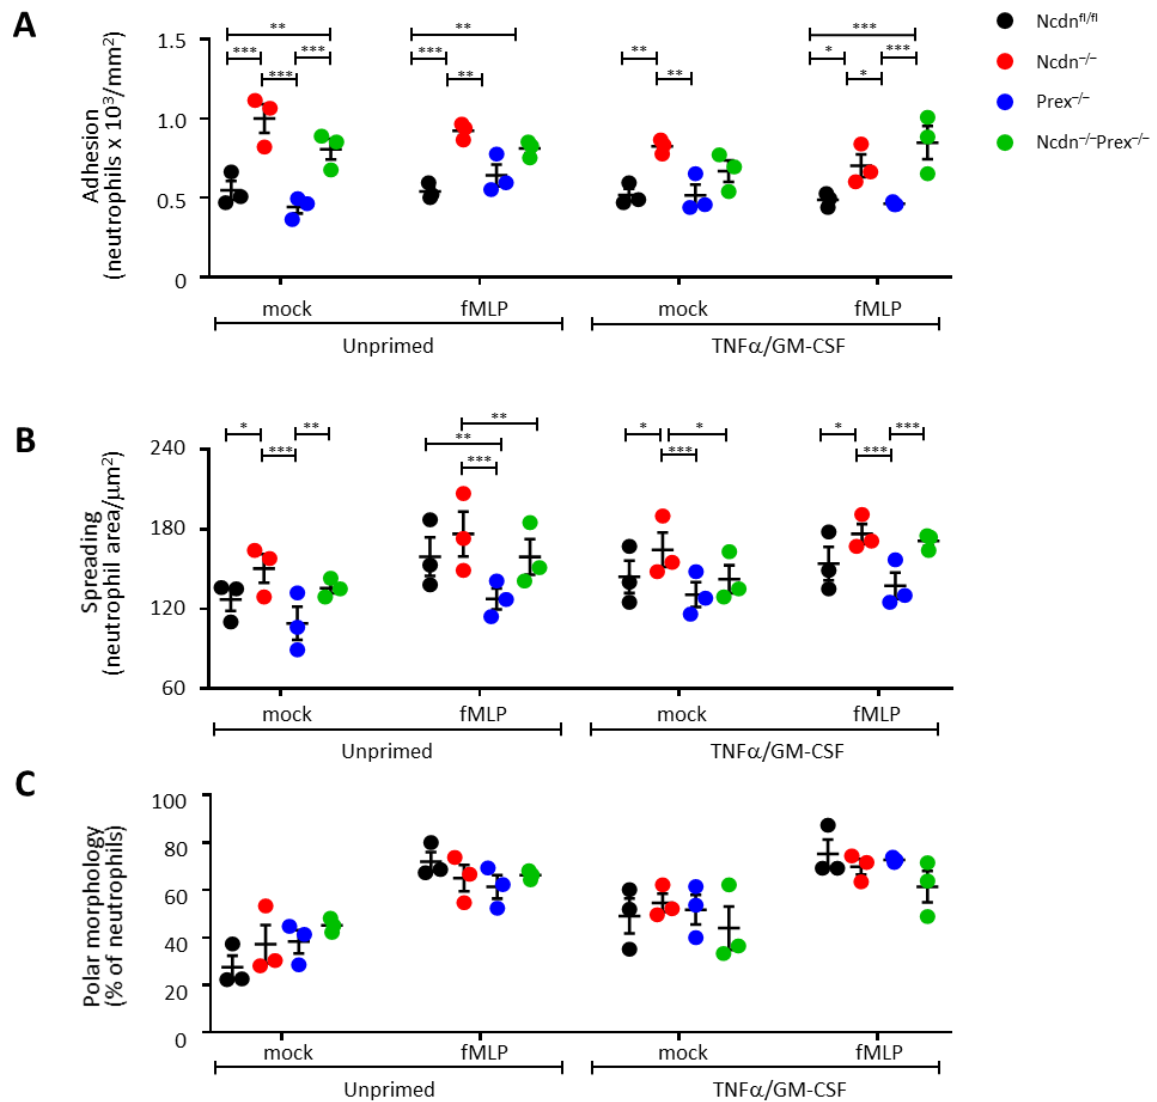 A
Ncdnfl/fl
Ncdn−/−
Prex−/−
Ncdn−/−Prex−/−
** ** ***
*** *** *** ** * ***
*** ** ** *
Adhesion
(neutrophils x 10³/mm²)
1.5
1.0
0.5
0
mock fMLP mock fMLP
Unprimed TNFα/GM-CSF
B
**
* ** ** * * * ***
*** *** *** ***
Spreading
(neutrophil area/μm²)
240
180
120
60
mock fMLP mock fMLP
Unprimed TNFα/GM-CSF
C
Polar morphology
(% of neutrophils)
100
80
60
40
20
0
mock fMLP mock fMLP
Unprimed TNFα/GM-CSF